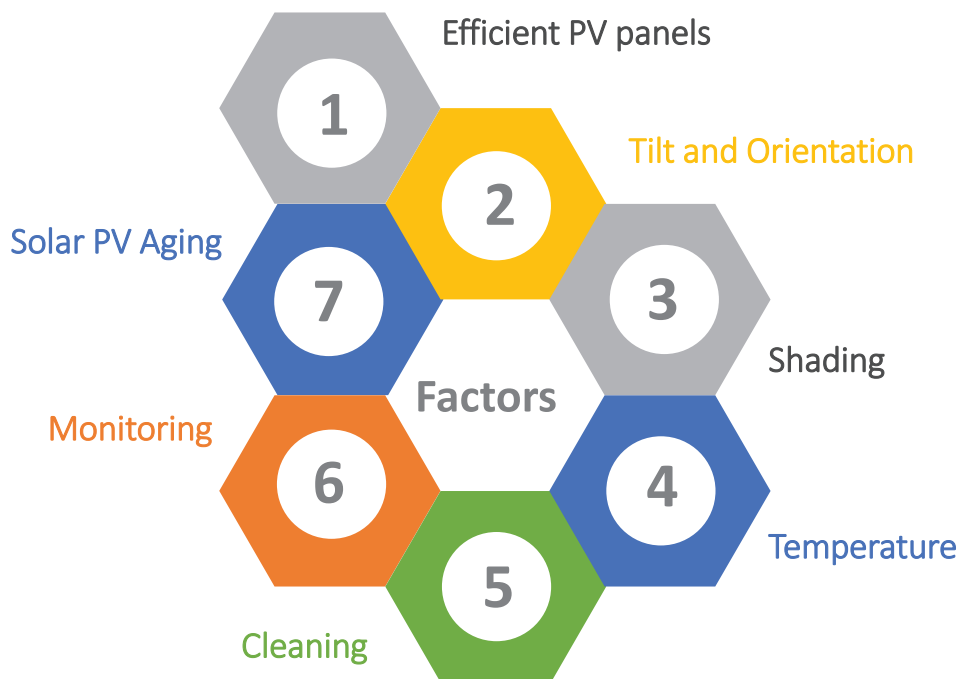 Efficient PV panels
1
Tilt and Orientation
2
Solar PV Aging
7
3
Shading
Factors
Monitoring
6
4
Temperature
5
Cleaning